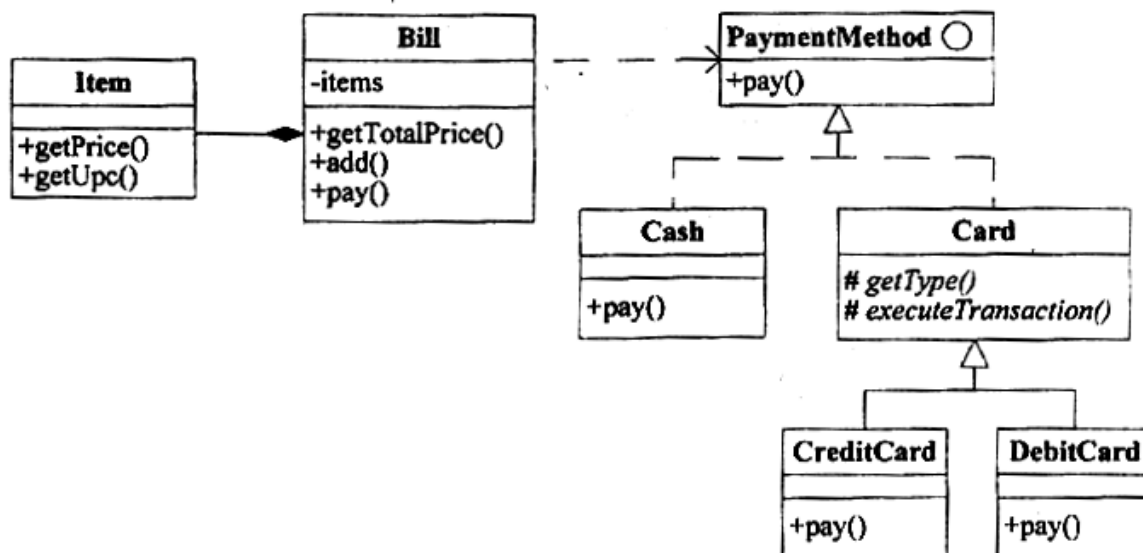 Item
+getPrice()
+getUpc()
Bill
-items
+getTotalPrice()
+add()
+pay()
PaymentMethod
+pay()
Cash
+pay()
Card
# getType()
# executeTransaction()
CreditCard
+pay()
DebitCard
+pay()